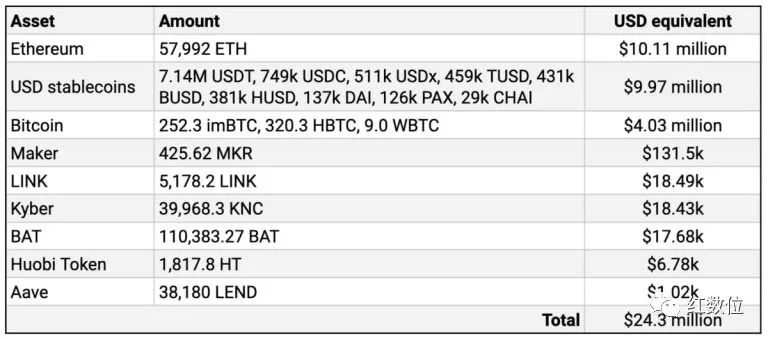 Asset Amount USD equivalent
Ethereum 57,992 ETH $10.11 million
USD stablecoins 7.14M USDT, 749k USDC, 511k USDx, 459k TUSD, 431k $9.97 million
BUSD, 381k HUSD, 137k DAI, 126k PAX, 29k CHAI
Bitcoin 252.3 imBTC, 320.3 HBTC, 9.0 WBTC $4.03 million
Maker 425.62 MKR $131.5k
LINK 5,178.2 LINK $18.49k
Kyber 39,968.3 KNC $18.43k
BAT 110,383.27 BAT $17.68k
Huobi Token 1,817.8 HT $6.78k
Aave 38,180 LEND $1.02k
红数位
Total $24.3 million